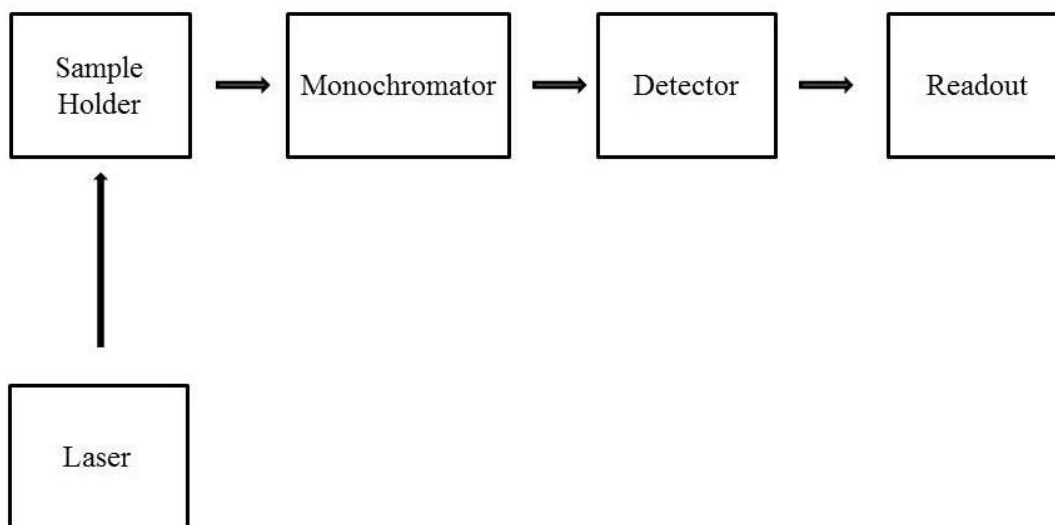 Sample
Holder
Monochromator
Detector
Readout
Laser